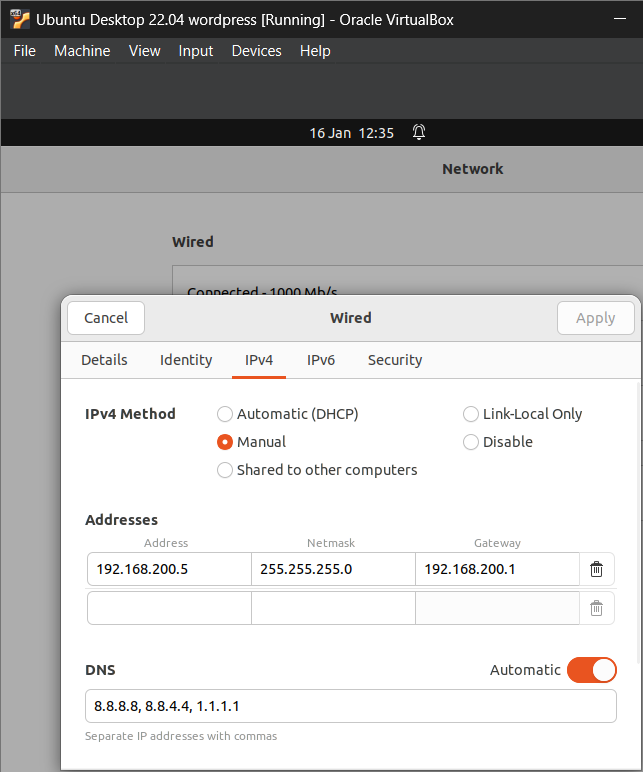 Ubuntu Desktop 22.04 wordpress [Running] - Oracle VirtualBox
File Machine View Input Devices Help
16 Jan 12:35
Network
Wired
Connected - 1000 Mb/s
Cancel Wired Apply
Details Identity IPv4 IPv6 Security
IPv4 Method Automatic (DHCP) Link-Local Only
Manual Disable
Shared to other computers
Addresses
Address Netmask Gateway
192.168.200.5 255.255.255.0 192.168.200.1
DNS Automatic
8.8.8.8, 8.8.4.4, 1.1.1.1
Separate IP addresses with commas